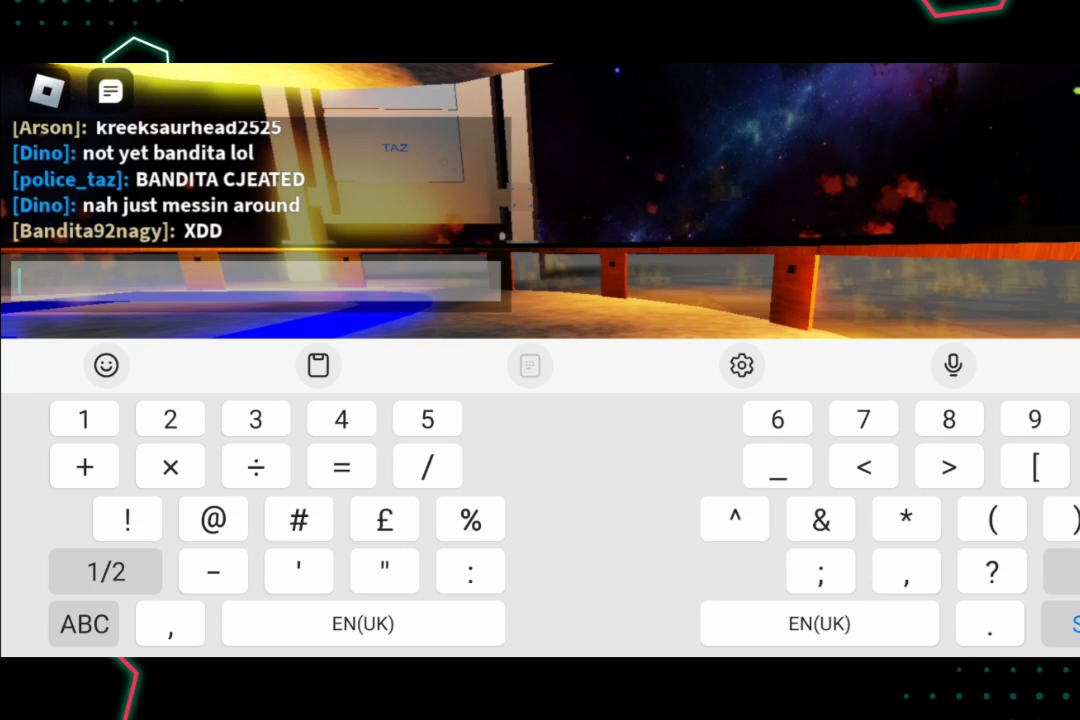 [Arson]: kreeksaurhead2525
[Dino]: not yet bandita lol
[police_taz]: BANDITA CJEATED
[Dino]: nah just messin around
[Bandita92nagy]: XDD
TAZ
1 2 3 4 5 6 7 8 9
+ × ÷ = / _ < > [
! @ # £ % ^ & * ( )
1/2 - ' " : ; , ?
ABC , EN(UK) EN(UK) .